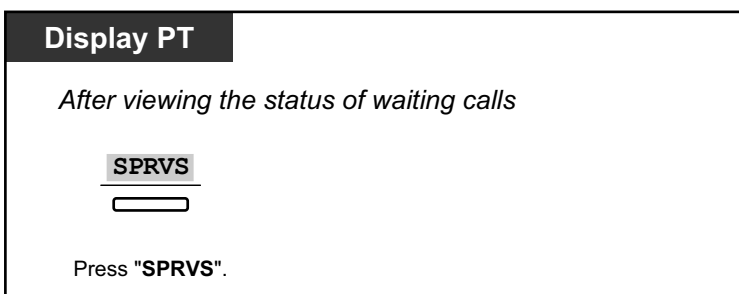 Display PT
After viewing the status of waiting calls
SPRVS
Press "SPRVS".